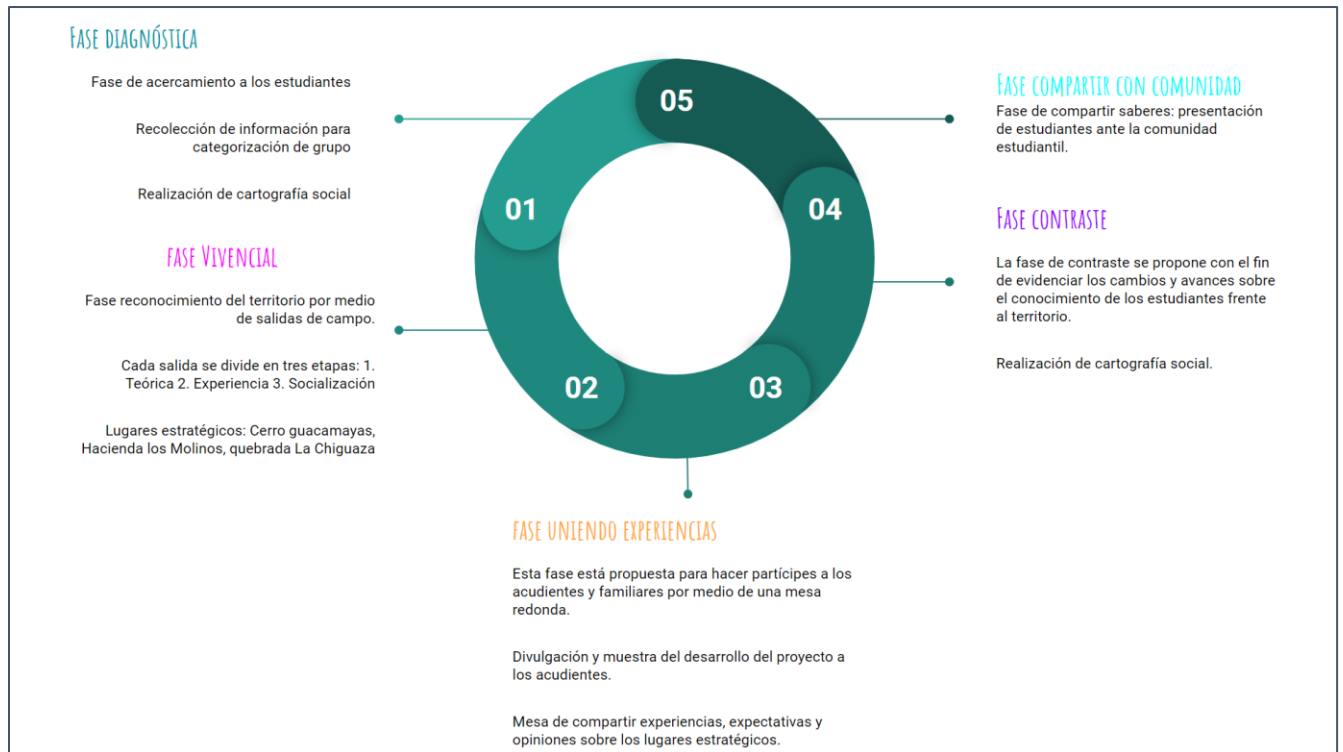 FASE DIAGNÓSTICA
Fase de acercamiento a los estudiantes
Recolección de información para
categorización de grupo
Realización de cartografía social
01
FASE VIVENCIAL
Fase reconocimiento del territorio por medio
de salidas de campo.
Cada salida se divide en tres etapas: 1.
Teórica 2. Experiencia 3. Socialización
Lugares estratégicos: Cerro guacamayas,
Hacienda los Molinos, quebrada La Chiguaza
02
03
FASE UNIENDO EXPERIENCIAS
Esta fase está propuesta para hacer partícipes a los
acudientes y familiares por medio de una mesa
redonda.
Divulgación y muestra del desarrollo del proyecto a
los acudientes.
Mesa de compartir experiencias, expectativas y
opiniones sobre los lugares estratégicos.
04
FASE CONTRASTE
La fase de contraste se propone con el fin
de evidenciar los cambios y avances sobre
el conocimiento de los estudiantes frente
al territorio.
Realización de cartografía social.
05
FASE COMPARTIR CON COMUNIDAD
Fase de compartir saberes: presentación
de estudiantes ante la comunidad
estudiantil.